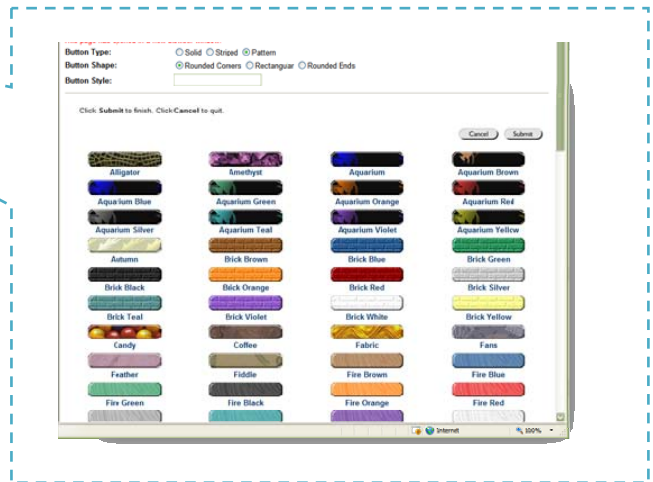 Button Type: Solid Striped Pattern
Button Shape: Rounded Corners Rectanguar Rounded Ends
Button Style:
Click Submit to finish. Click Cancel to quit.
Cancel Submit
Alligator Amethyst Aquarium Aquarium Brown
Aquarium Blue Aquarium Green Aquarium Orange Aquarium Red
Aquarium Silver Aquarium Teal Aquarium Violet Aquarium Yellow
Autumn Brick Brown Brick Blue Brick Green
Brick Black Brick Orange Brick Red Brick Silver
Brick Teal Brick Violet Brick White Brick Yellow
Candy Coffee Fabric Fans
Feather Fiddle Fire Brown Fire Blue
Fire Green Fire Black Fire Orange Fire Red
Internet 100%